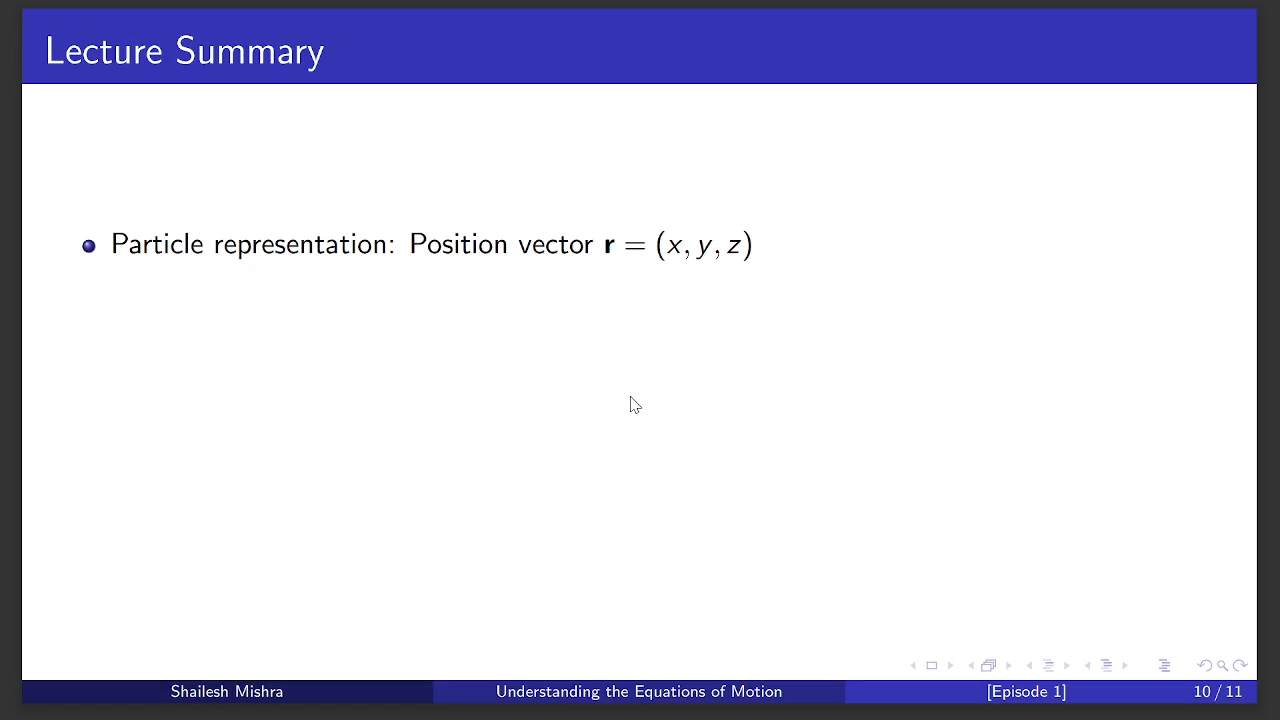 Lecture Summary
Particle representation: Position vector r = (x, y, z)
Shailesh Mishra
Understanding the Equations of Motion
[Episode 1]
10 / 11